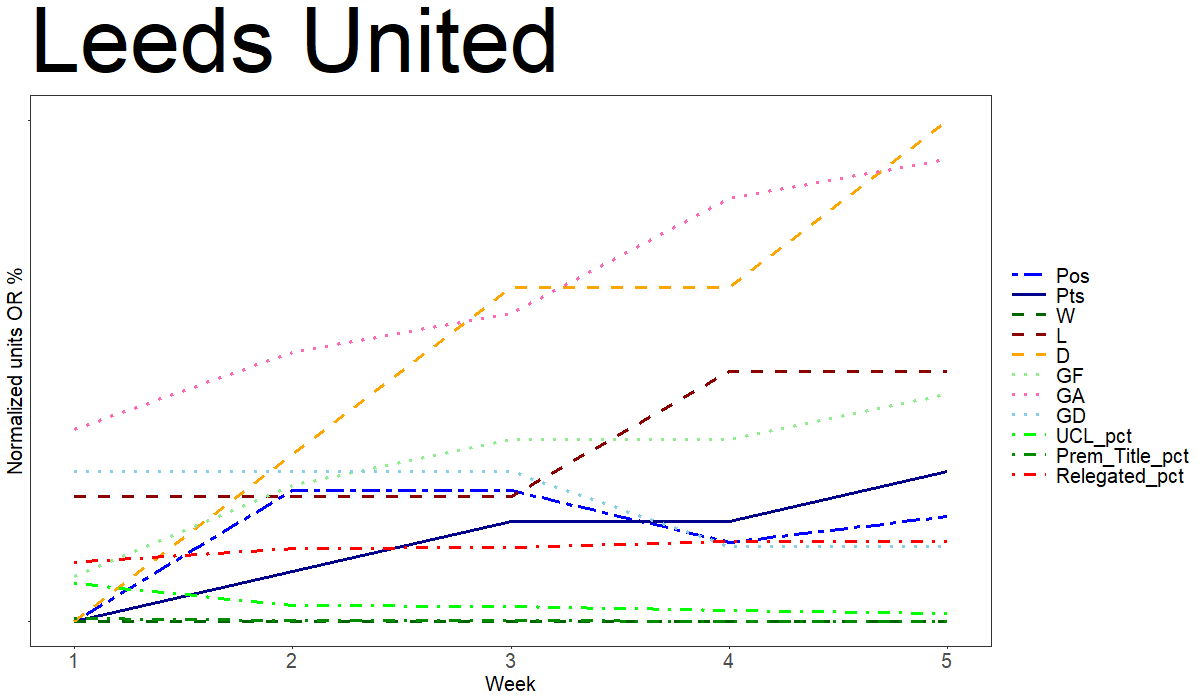 Leeds United
Normalized units OR %
Pos
Pts
W
L
D
GF
GA
GD
UCL_pct
Prem_Title_pct
Relegated_pct
1 2 3 4 5
Week